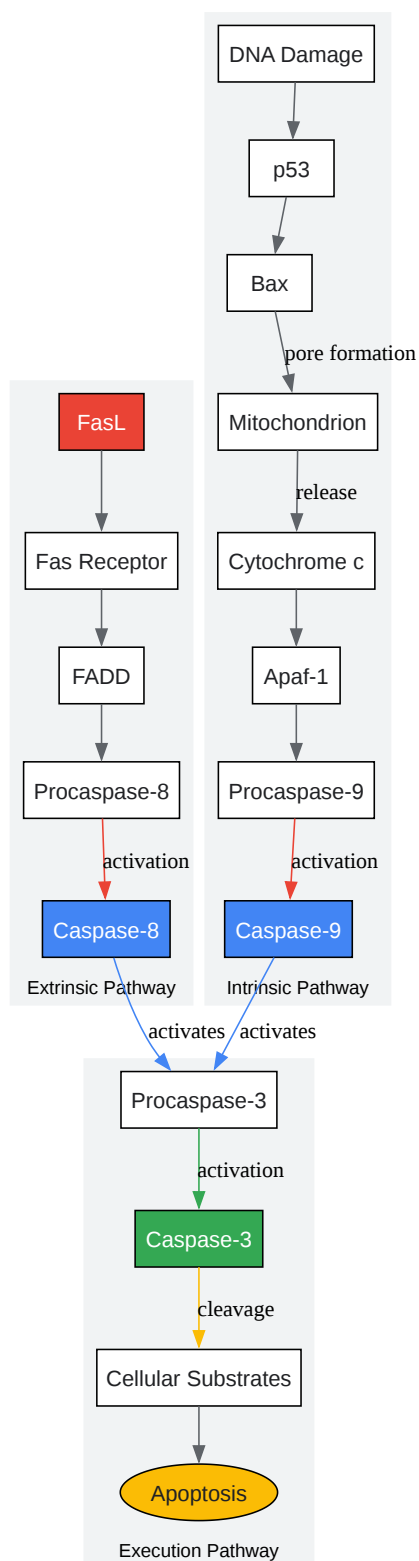 DNA Damage
p53
Bax
pore formation
FasL
Mitochondrion
release
Fas Receptor
Cytochrome c
FADD
Apaf-1
Procaspase-8
Procaspase-9
activation
activation
Caspase-8
Caspase-9
Extrinsic Pathway
Intrinsic Pathway
activates
activates
Procaspase-3
activation
Caspase-3
cleavage
Cellular Substrates
Apoptosis
Execution Pathway